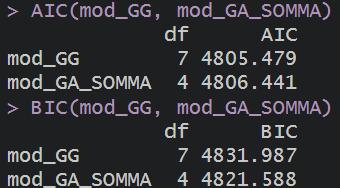 > AIC(mod_GG, mod_GA_SOMMA)
df AIC
mod_GG 7 4805.479
mod_GA_SOMMA 4 4806.441
> BIC(mod_GG, mod_GA_SOMMA)
df BIC
mod_GG 7 4831.987
mod_GA_SOMMA 4 4821.588